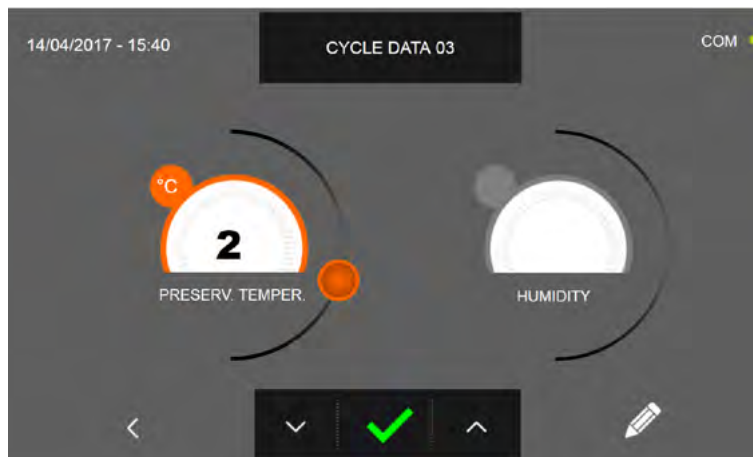 14/04/2017 - 15:40
CYCLE DATA 03
COM
°C
2
PRESERV. TEMPER.
HUMIDITY